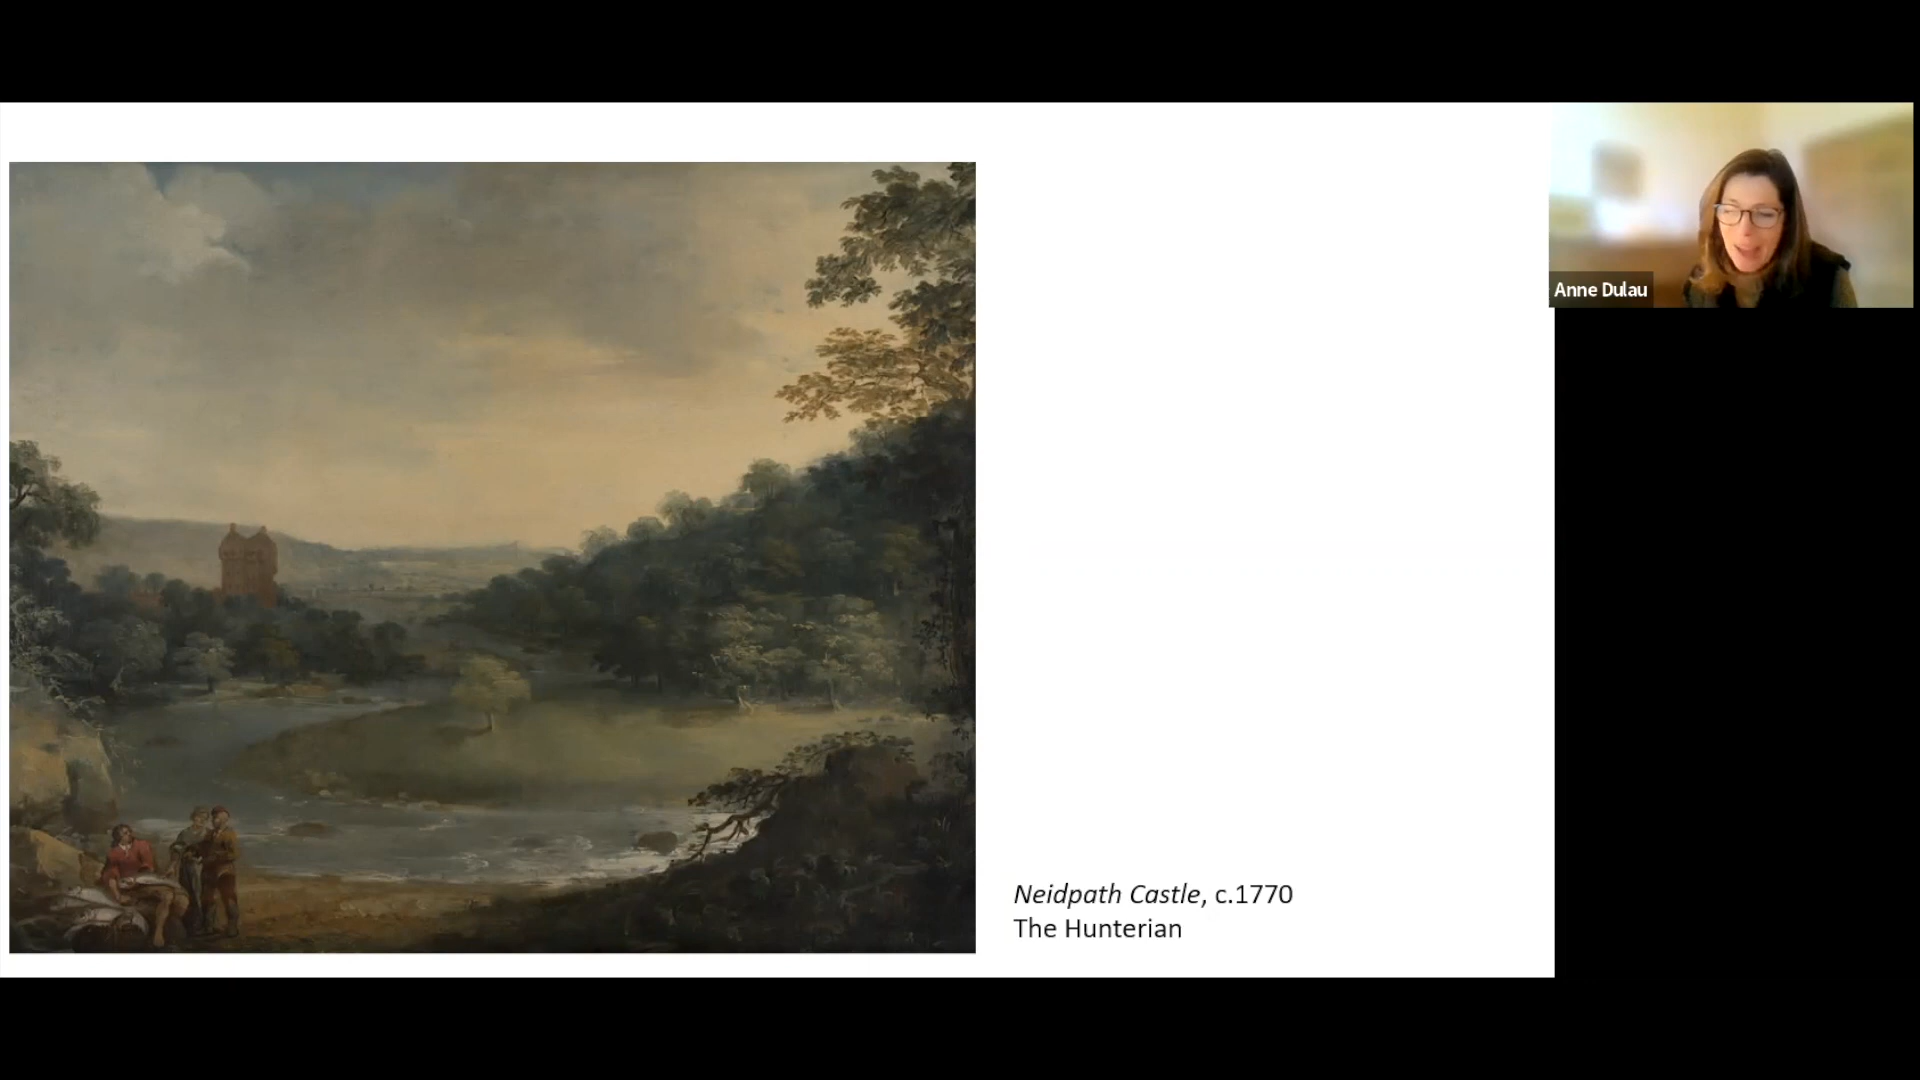 Anne Dulau
Neidpath Castle, c.1770
The Hunterian